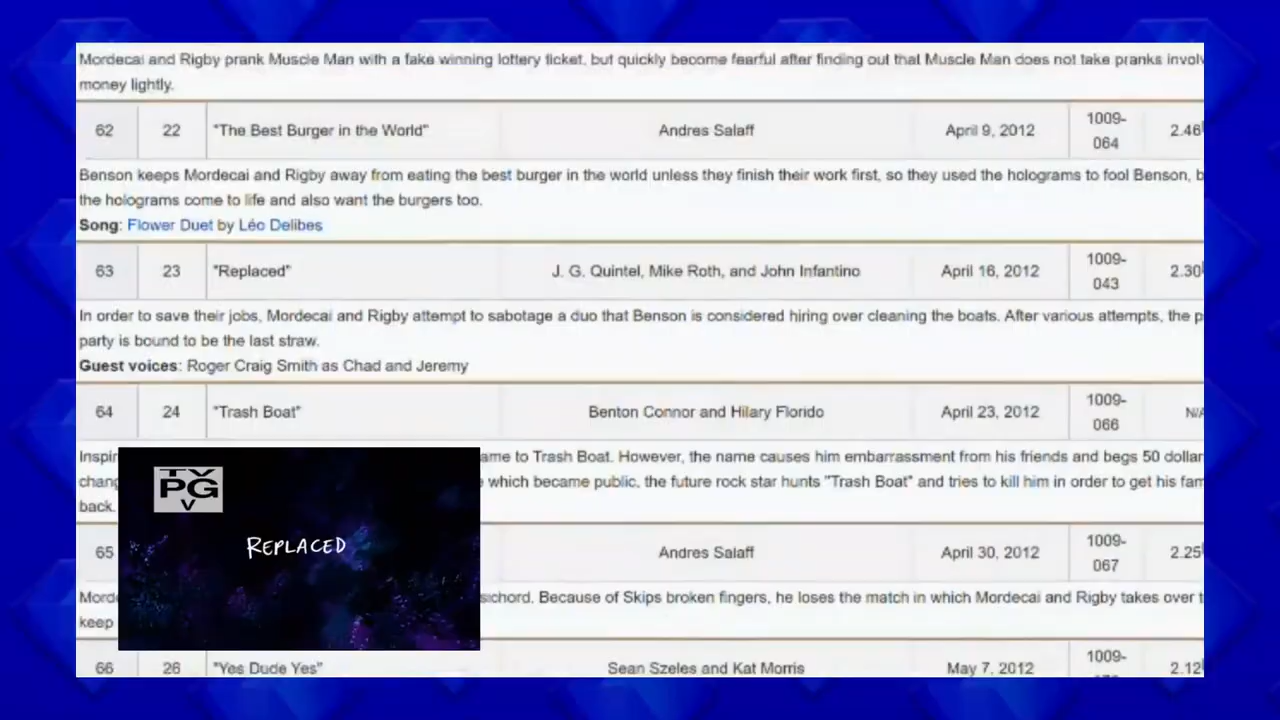 Mordecai and Rigby prank Muscle Man with a fake winning lottery ticket, but quickly become fearful after finding out that Muscle Man does not take pranks involv
money lightly.
62 22 "The Best Burger in the World" Andres Salaff April 9, 2012 1009-064 2.46
Benson keeps Mordecai and Rigby away from eating the best burger in the world unless they finish their work first, so they used the holograms to fool Benson, b
the holograms come to life and also want the burgers too.
Song: Flower Duet by Léo Delibes
63 23 "Replaced" J. G. Quintel, Mike Roth, and John Infantino April 16, 2012 1009-043 2.30
In order to save their jobs, Mordecai and Rigby attempt to sabotage a duo that Benson is considered hiring over cleaning the boats. After various attempts, the p
party is bound to be the last straw.
Guest voices: Roger Craig Smith as Chad and Jeremy
64 24 "Trash Boat" Benton Connor and Hilary Florido April 23, 2012 1009-066 N/A
Inspir ame to Trash Boat. However, the name causes him embarrassment from his friends and begs 50 dollar
chang which became public, the future rock star hunts "Trash Boat" and tries to kill him in order to get his fam
back.
TV
PG
V
REPLACED
65 Andres Salaff April 30, 2012 1009-067 2.25
Morde sichord. Because of Skips broken fingers, he loses the match in which Mordecai and Rigby takes over t
keep
66 26 "Yes Dude Yes" Sean Szeles and Kat Morris May 7, 2012 1009- 2.12